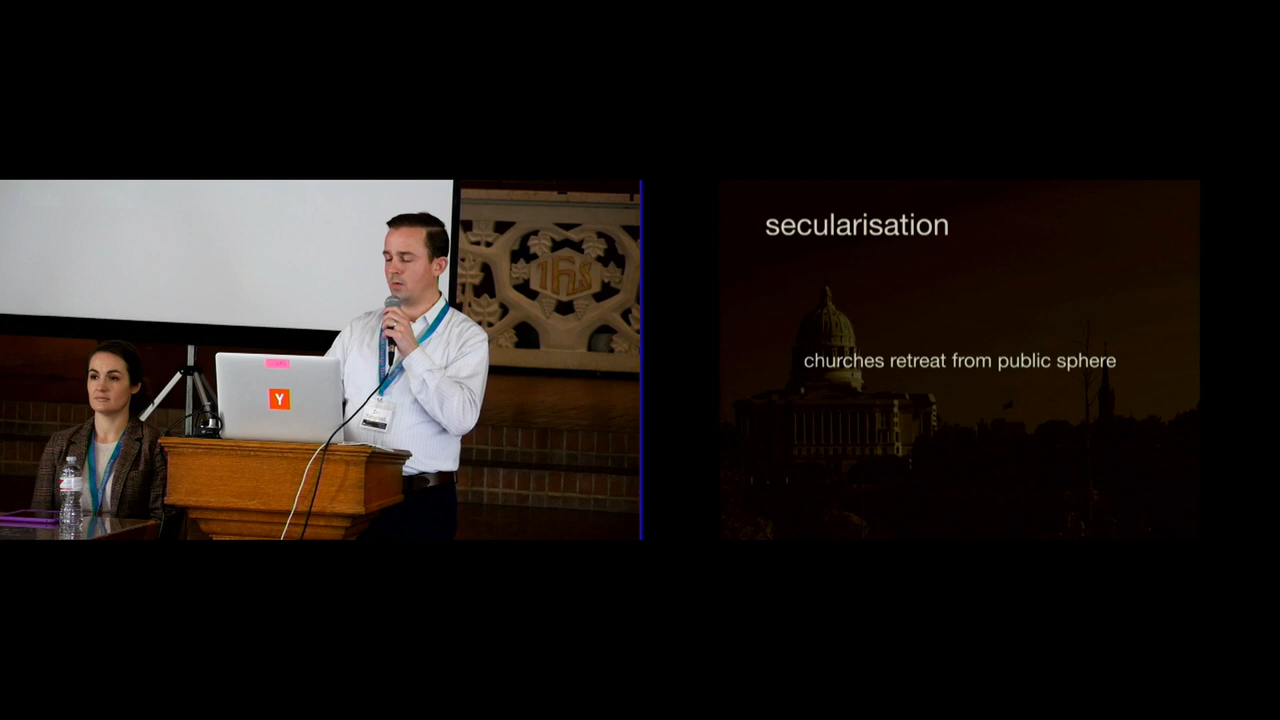 IHS
Y
secularisation
churches retreat from public sphere